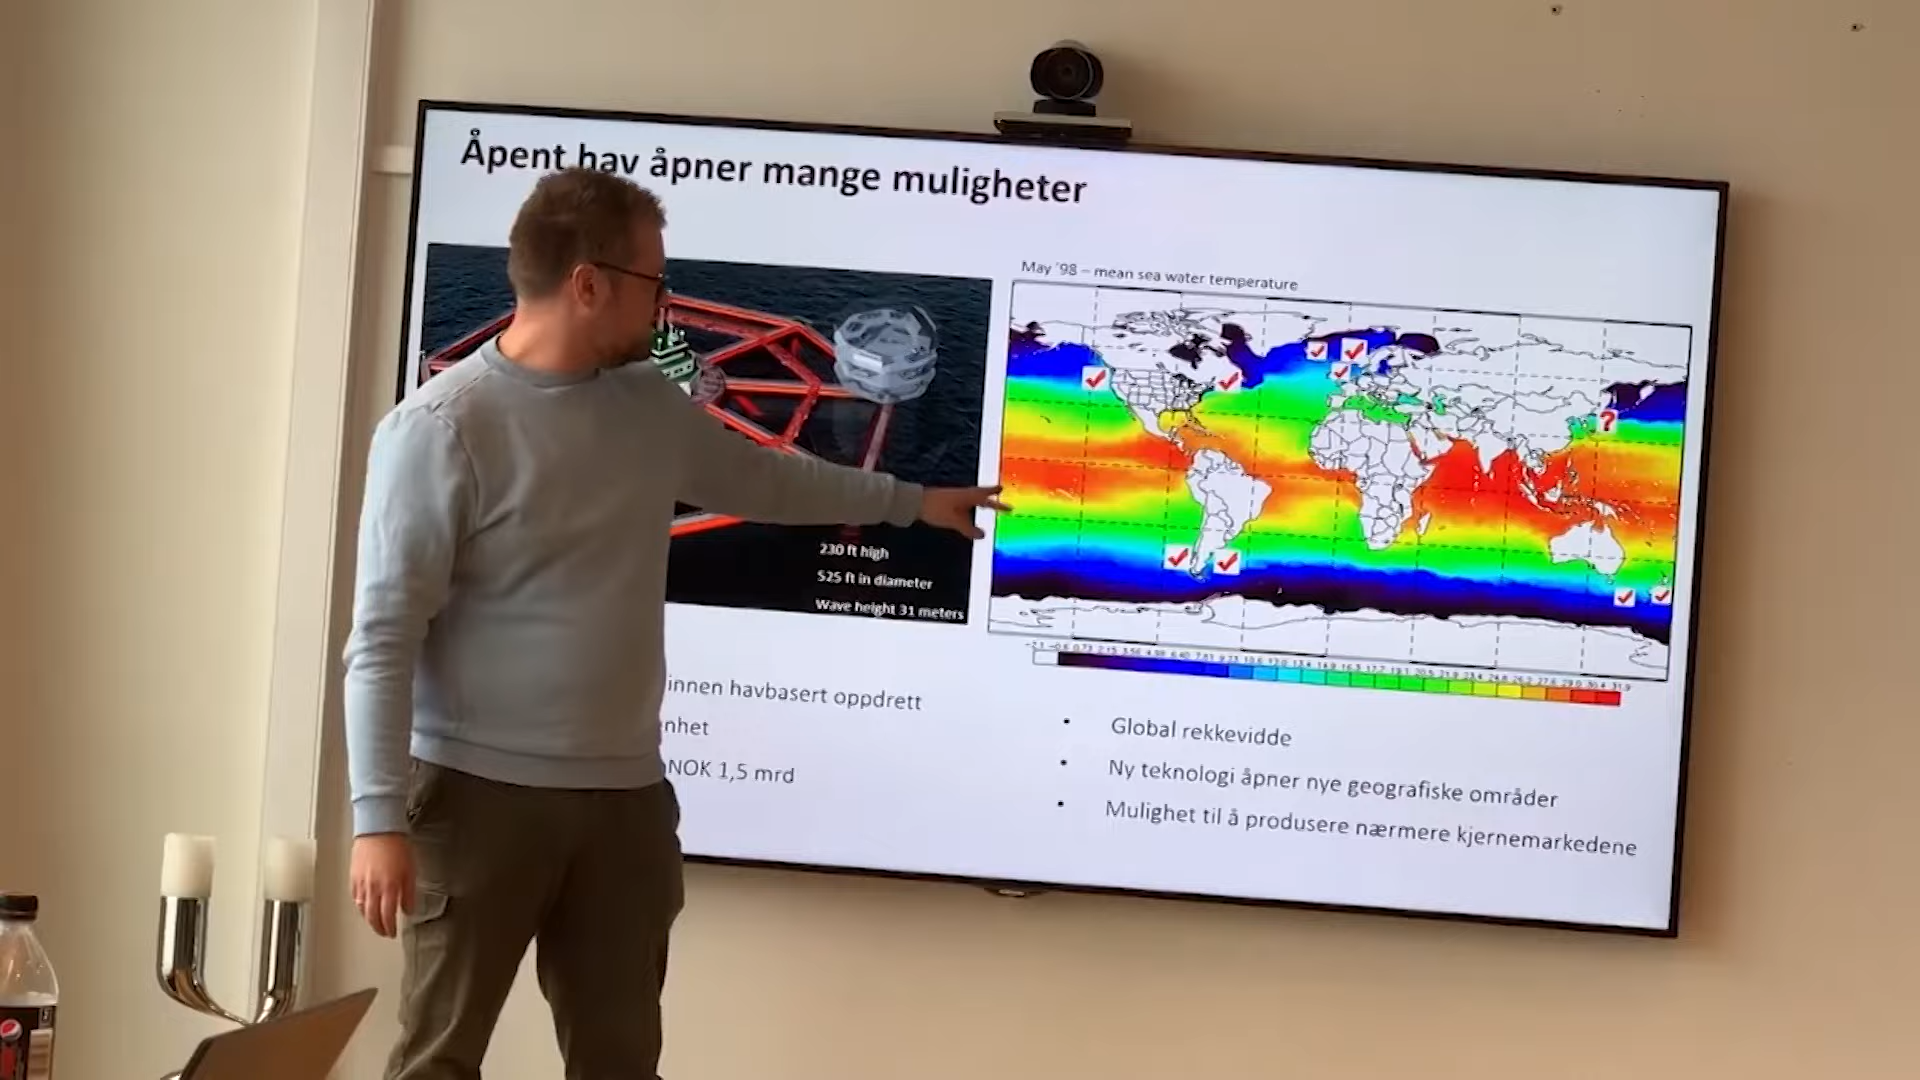 Åpent hav åpner mange muligheter
May '98 – mean sea water temperature
230 ft high
525 ft in diameter
Wave height 31 meters
innen havbasert oppdrett
nhet
NOK 1,5 mrd
• Global rekkevidde
• Ny teknologi åpner nye geografiske områder
• Mulighet til å produsere nærmere kjernemarkedene
?